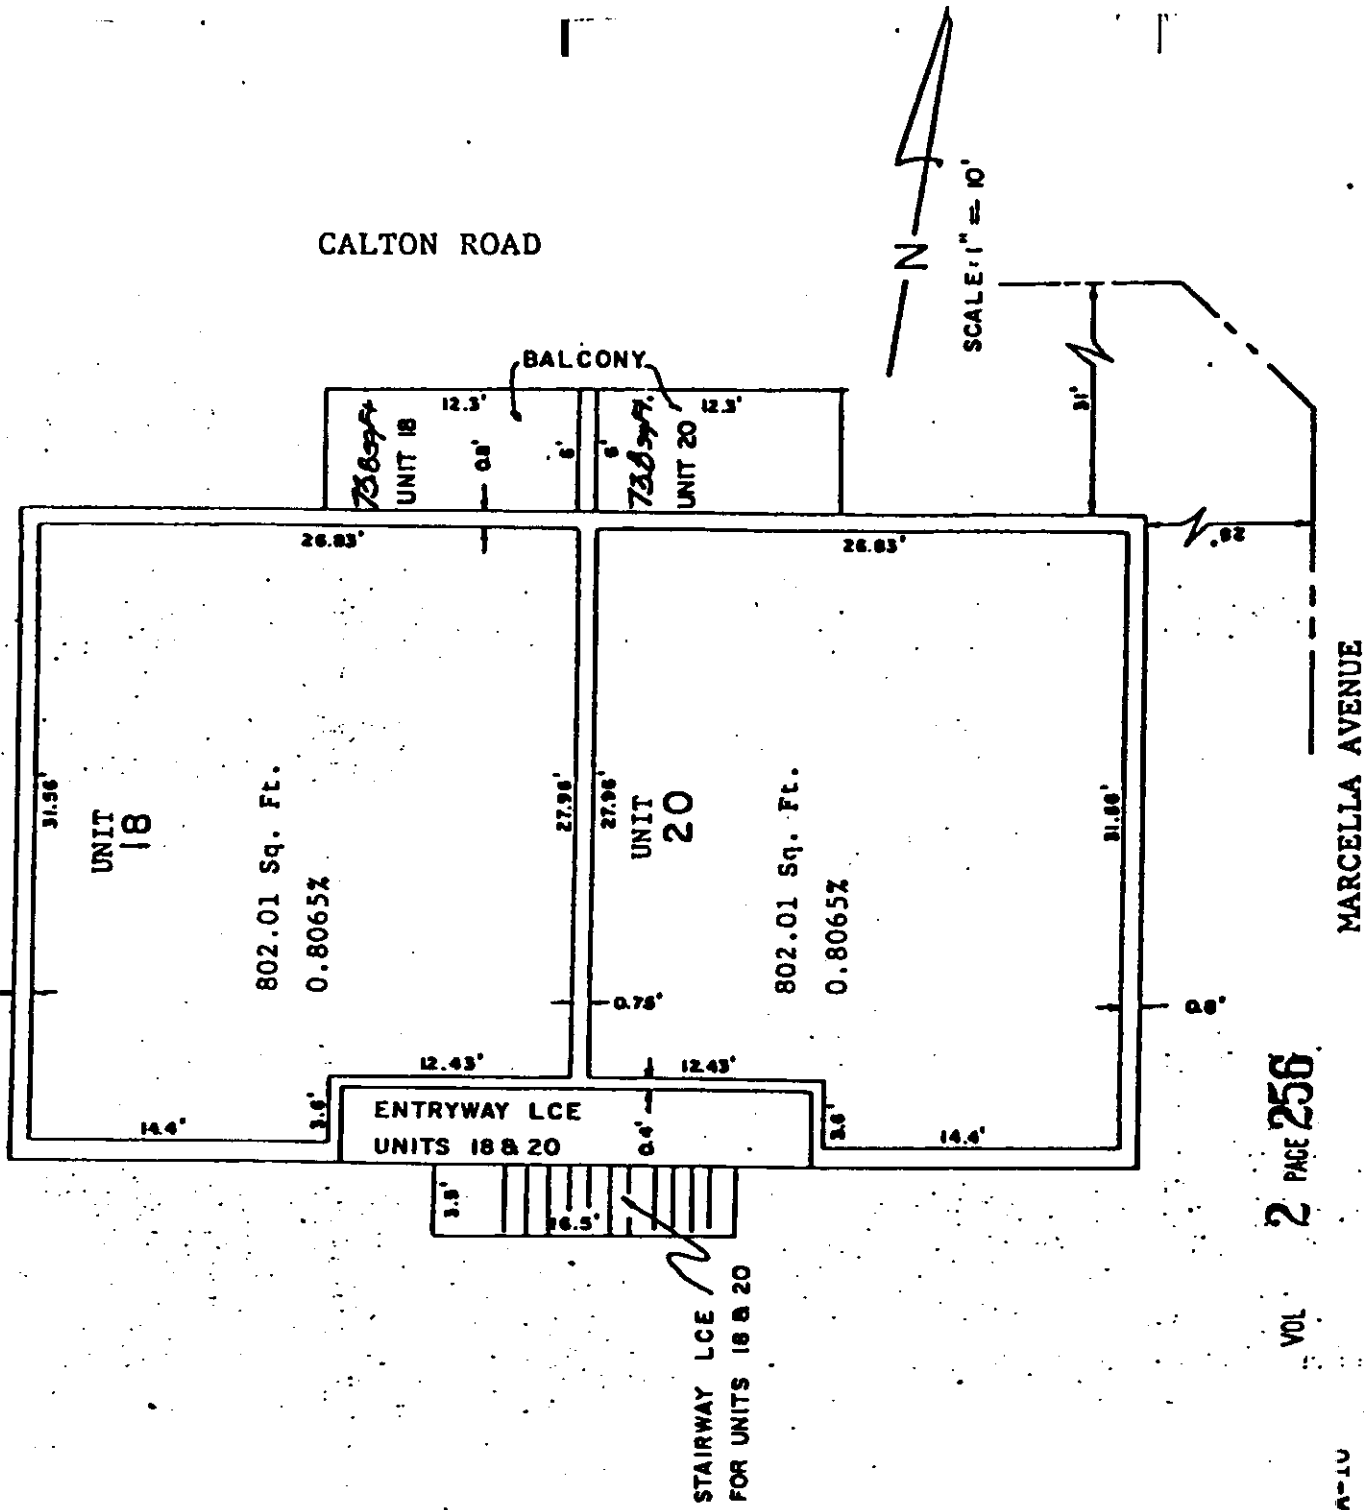 CALTON ROAD
N
SCALE: 1" = 10'
BALCONY
12.3'
12.3'
73.8 sq ft
UNIT 18
0.8'
6'
6'
73.8 sq ft.
UNIT 20
31'
26.83'
26.83'
28'
31.56'
UNIT
18
802.01 Sq. Ft.
0.8065%
27.96'
27.96'
UNIT
20
802.01 Sq. Ft.
0.8065%
MARCELLA AVENUE
0.75'
0.8'
12.43'
12.43'
14.4'
3.6'
ENTRYWAY LCE
UNITS 18 & 20
0.4'
3.6'
14.4'
3.5'
16.5'
STAIRWAY LCE
FOR UNITS 18 & 20
VOL 2 PAGE 256